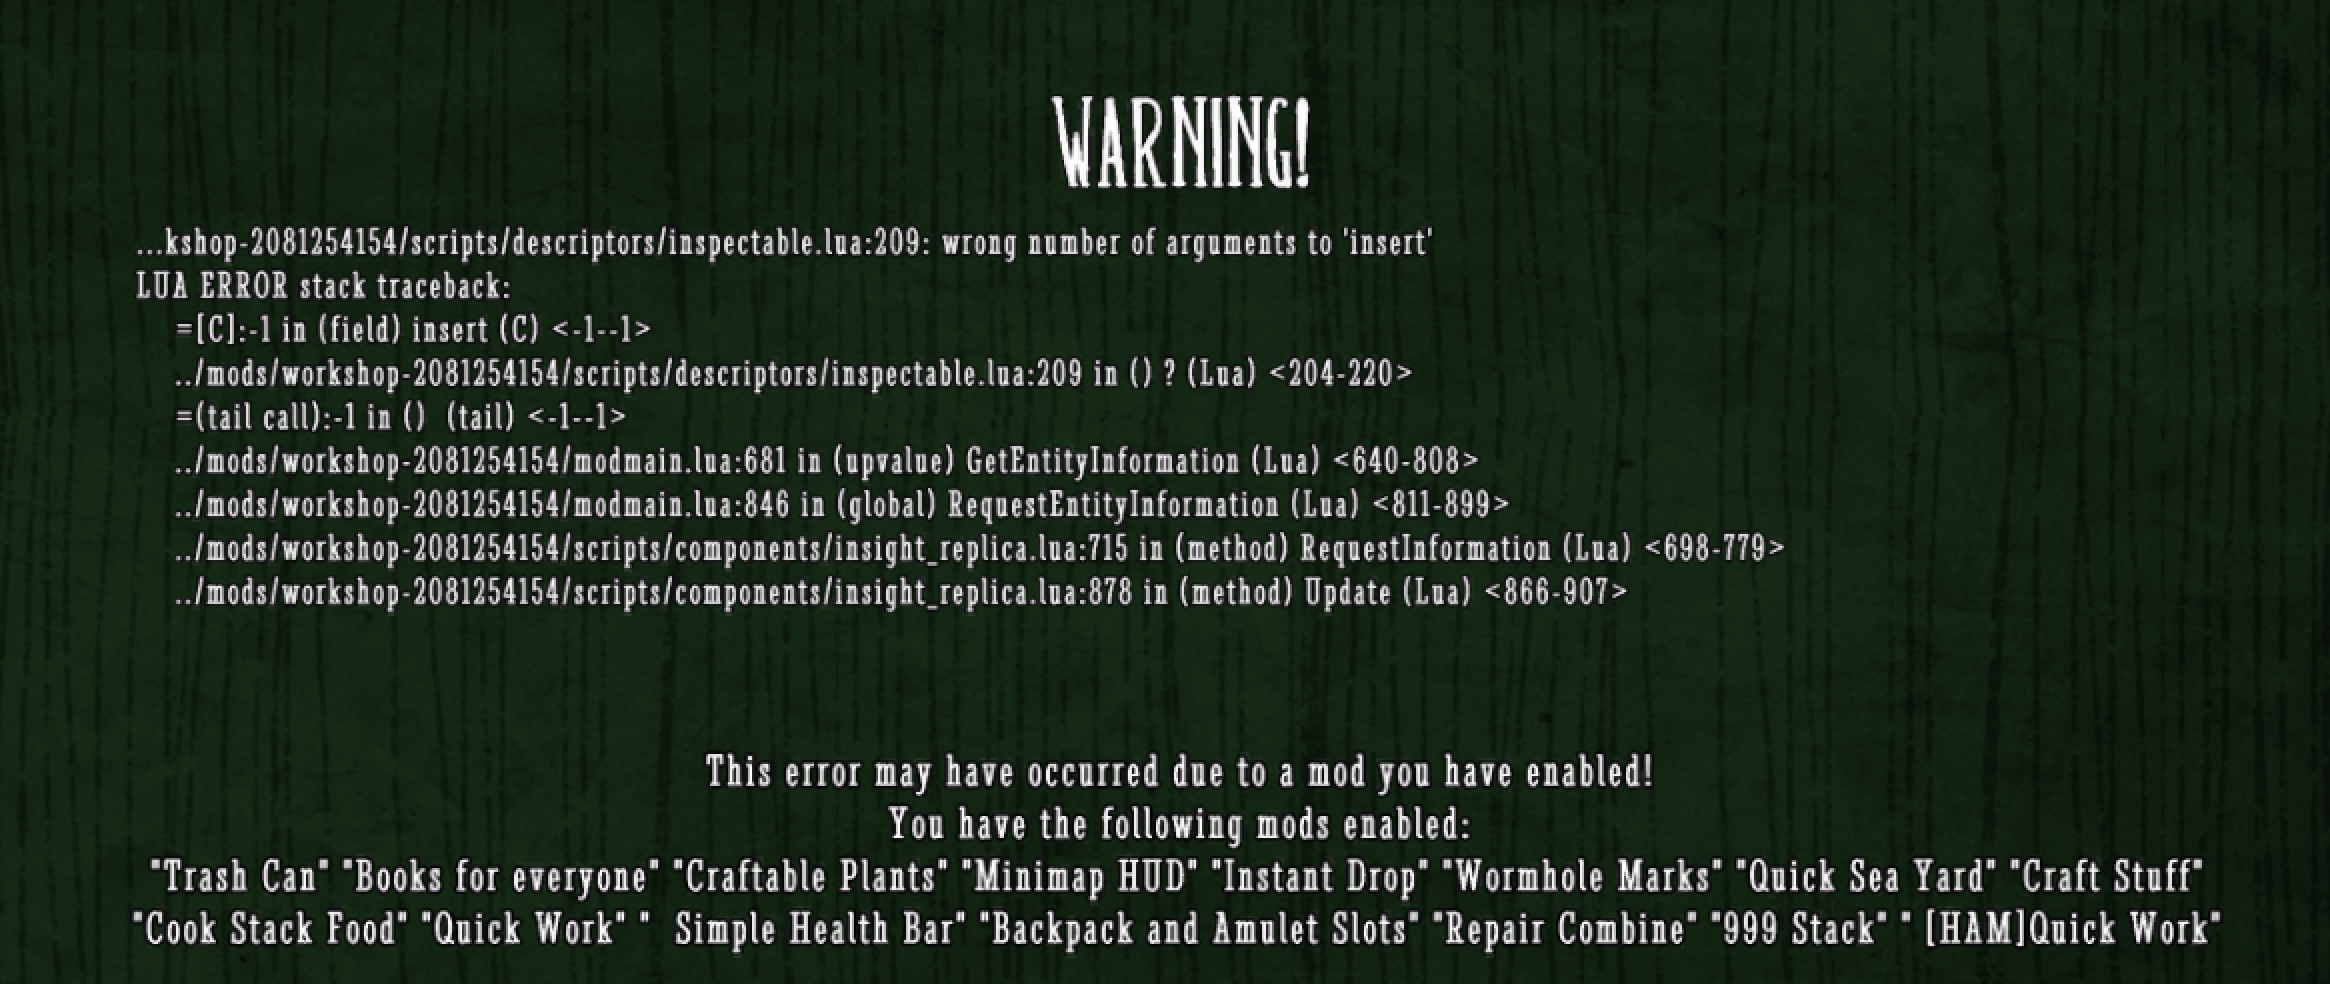 WARNING!
...kshop-2081254154/scripts/descriptors/inspectable.lua:209: wrong number of arguments to 'insert'
LUA ERROR stack traceback:
=[C]:-1 in (field) insert (C) <-1--1>
../mods/workshop-2081254154/scripts/descriptors/inspectable.lua:209 in () ? (Lua) <204-220>
=(tail call):-1 in ()  (tail) <-1--1>
../mods/workshop-2081254154/modmain.lua:681 in (upvalue) GetEntityInformation (Lua) <640-808>
../mods/workshop-2081254154/modmain.lua:846 in (global) RequestEntityInformation (Lua) <811-899>
../mods/workshop-2081254154/scripts/components/insight_replica.lua:715 in (method) RequestInformation (Lua) <698-779>
../mods/workshop-2081254154/scripts/components/insight_replica.lua:878 in (method) Update (Lua) <866-907>
This error may have occurred due to a mod you have enabled!
You have the following mods enabled:
"Trash Can" "Books for everyone" "Craftable Plants" "Minimap HUD" "Instant Drop" "Wormhole Marks" "Quick Sea Yard" "Craft Stuff"
"Cook Stack Food" "Quick Work" "  Simple Health Bar" "Backpack and Amulet Slots" "Repair Combine" "999 Stack" " [HAM]Quick Work"